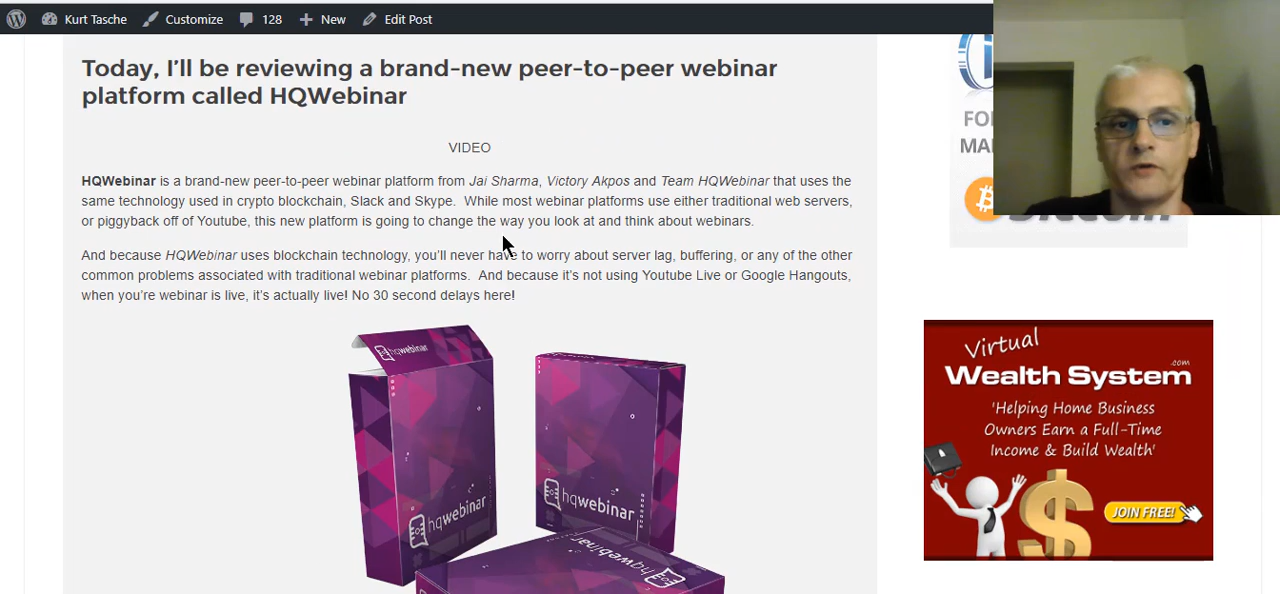 Kurt Tasche Customize 128 New Edit Post
Today, I'll be reviewing a brand-new peer-to-peer webinar
platform called HQWebinar
VIDEO
HQWebinar is a brand-new peer-to-peer webinar platform from Jai Sharma, Victory Akpos and Team HQWebinar that uses the
same technology used in crypto blockchain, Slack and Skype. While most webinar platforms use either traditional web servers,
or piggyback off of Youtube, this new platform is going to change the way you look at and think about webinars.
And because HQWebinar uses blockchain technology, you'll never have to worry about server lag, buffering, or any of the other
common problems associated with traditional webinar platforms. And because it's not using Youtube Live or Google Hangouts,
when you're webinar is live, it's actually live! No 30 second delays here!
hqwebinar
hqwebinar
hqwebinar
hqwebinar
Virtual
Wealth System
.com
'Helping Home Business
Owners Earn a Full-Time
Income & Build Wealth'
JOIN FREE!